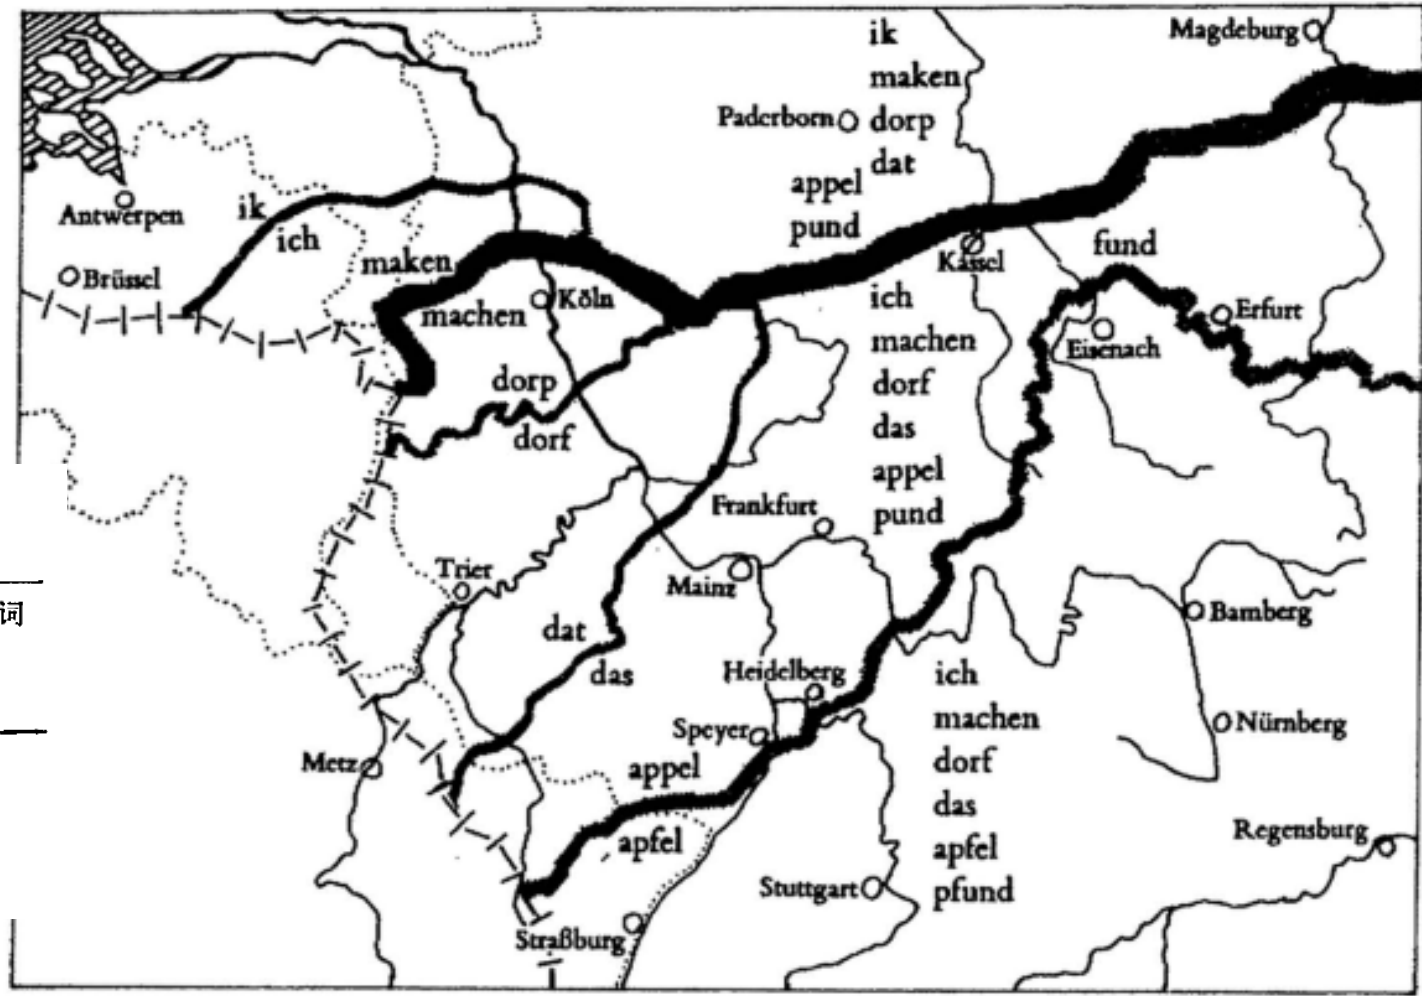 ik
Magdeburg
maken
Paderborn
dorp
dat
appel
pund
Antwerpen
ik
ich
fund
Kassel
maken
Brüssel
Köln
machen
ich
Erfurt
machen
Eisenach
dorp
dorf
dorf
das
appel
Frankfurt
pund
Trier
Mainz
词
Bamberg
dat
das
Heidelberg
ich
machen
Nürnberg
Speyer
Metz
dorf
appel
das
Regensburg
apfel
apfel
Stuttgart
pfund
Straßburg